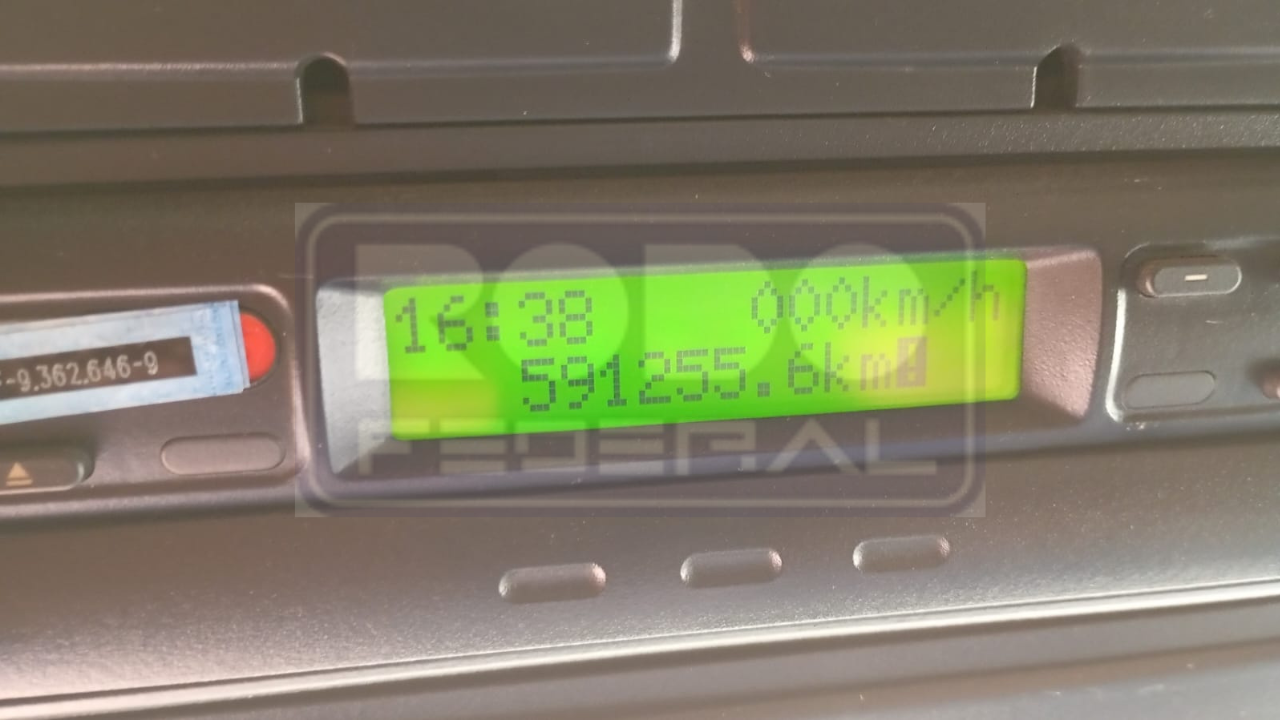 16:38 000km/h
591255.6km
-9.362.646-9
RODO
FEDERAL